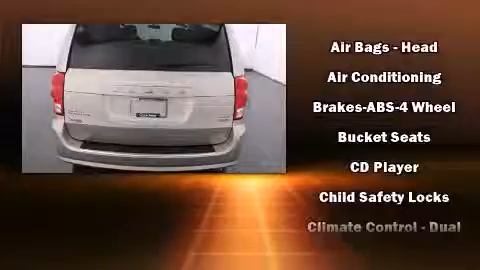 Air Bags - Head
Air Conditioning
Brakes-ABS-4 Wheel
Bucket Seats
CD Player
Child Safety Locks
Climate Control - Dual